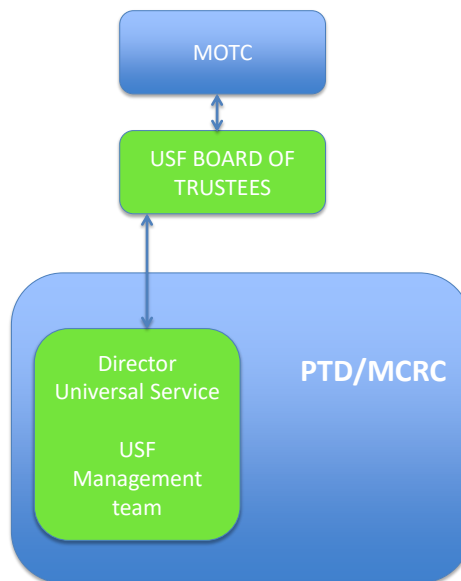 MOTC
USF BOARD OF
TRUSTEES
Director
Universal Service
USF
Management
team
PTD/MCRC